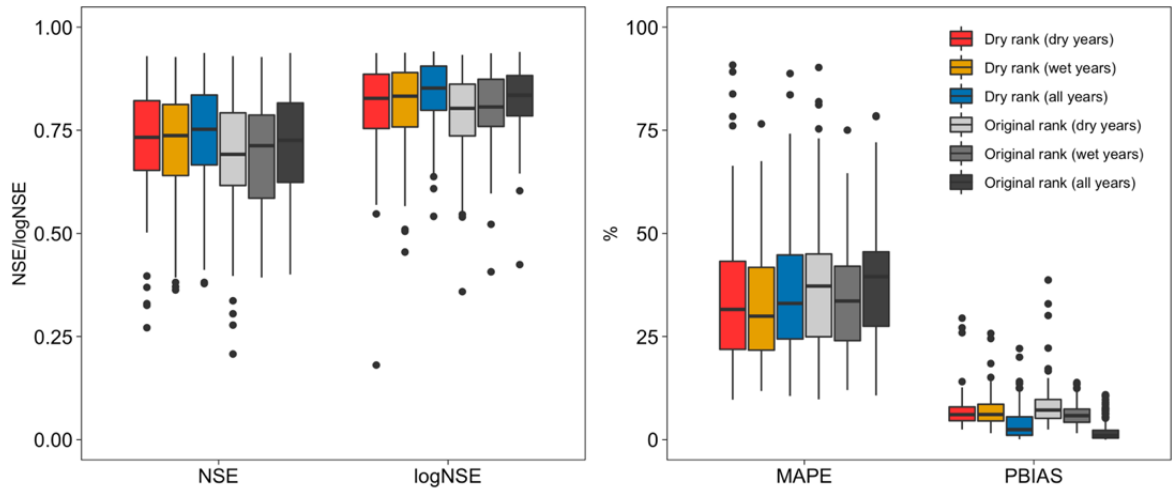 1.00
0.75
0.50
0.25
0.00
NSE/logNSE
NSE
logNSE
100
75
50
25
0
%
MAPE
PBIAS
Dry rank (dry years)
Dry rank (wet years)
Dry rank (all years)
Original rank (dry years)
Original rank (wet years)
Original rank (all years)